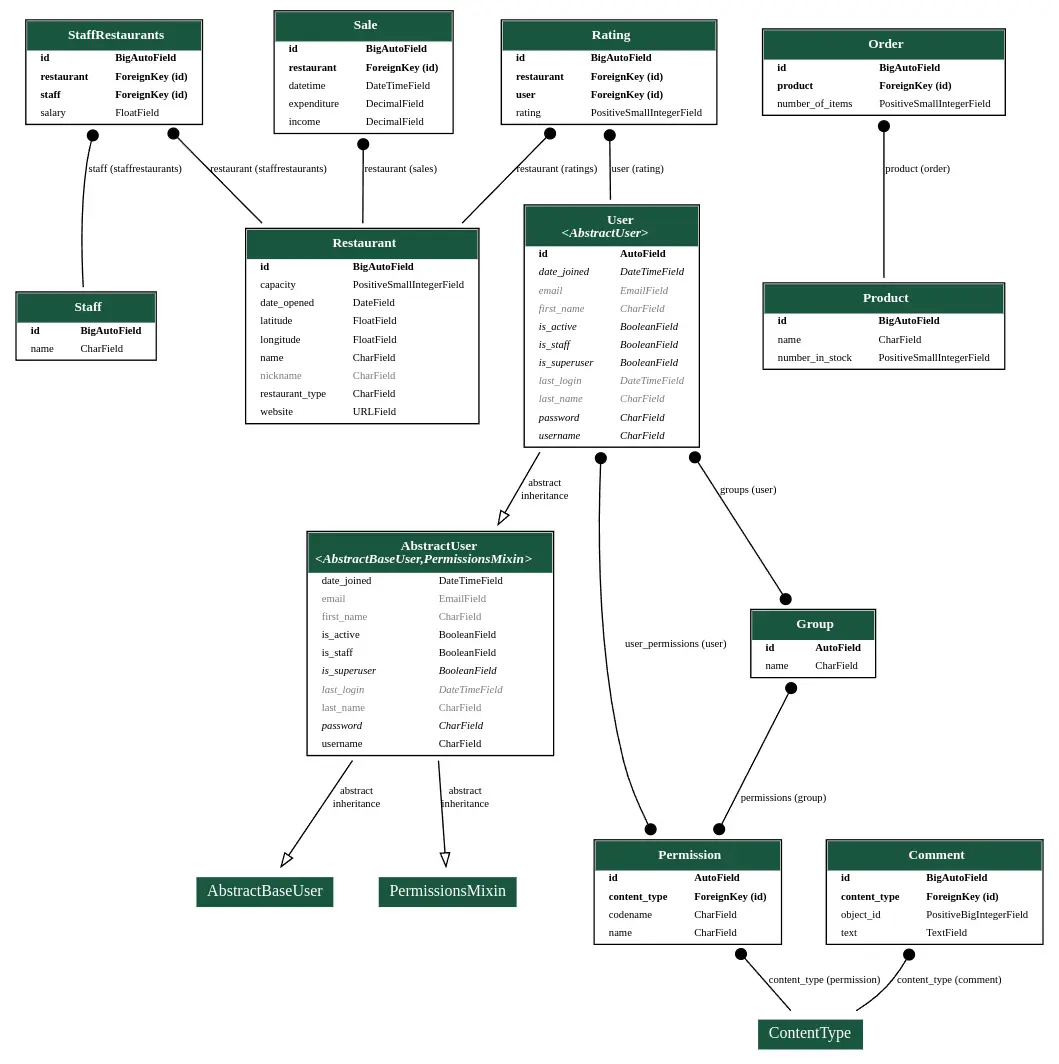 StaffRestaurants
id BigAutoField
restaurant ForeignKey (id)
staff ForeignKey (id)
salary FloatField
Sale
id BigAutoField
restaurant ForeignKey (id)
datetime DateTimeField
expenditure DecimalField
income DecimalField
Rating
id BigAutoField
restaurant ForeignKey (id)
user ForeignKey (id)
rating PositiveSmallIntegerField
Order
id BigAutoField
product ForeignKey (id)
number_of_items PositiveSmallIntegerField
staff (staffrestaurants)
restaurant (staffrestaurants)
restaurant (sales)
restaurant (ratings)
user (rating)
product (order)
Staff
id BigAutoField
name CharField
Restaurant
id BigAutoField
capacity PositiveSmallIntegerField
date_opened DateField
latitude FloatField
longitude FloatField
name CharField
nickname CharField
restaurant_type CharField
website URLField
User
<AbstractUser>
id AutoField
date_joined DateTimeField
email EmailField
first_name CharField
is_active BooleanField
is_staff BooleanField
is_superuser BooleanField
last_login DateTimeField
last_name CharField
password CharField
username CharField
Product
id BigAutoField
name CharField
number_in_stock PositiveSmallIntegerField
abstract
inheritance
groups (user)
AbstractUser
<AbstractBaseUser,PermissionsMixin>
date_joined DateTimeField
email EmailField
first_name CharField
is_active BooleanField
is_staff BooleanField
is_superuser BooleanField
last_login DateTimeField
last_name CharField
password CharField
username CharField
user_permissions (user)
Group
id AutoField
name CharField
abstract
inheritance
abstract
inheritance
permissions (group)
AbstractBaseUser
PermissionsMixin
Permission
id AutoField
content_type ForeignKey (id)
codename CharField
name CharField
Comment
id BigAutoField
content_type ForeignKey (id)
object_id PositiveBigIntegerField
text TextField
content_type (permission)
content_type (comment)
ContentType